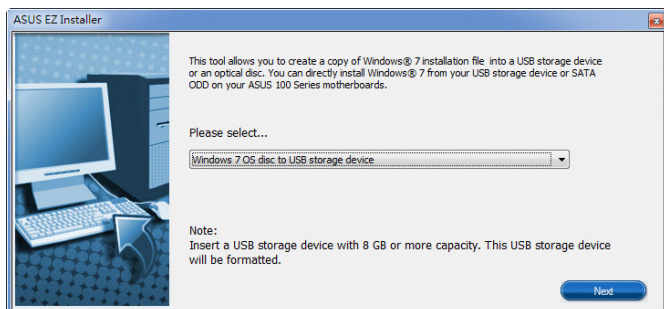 ASUS EZ Installer
This tool allows you to create a copy of Windows® 7 installation file into a USB storage device
or an optical disc. You can directly install Windows® 7 from your USB storage device or SATA
ODD on your ASUS 100 Series motherboards.
Please select...
Windows 7 OS disc to USB storage device
Note:
Insert a USB storage device with 8 GB or more capacity. This USB storage device
will be formatted.
Next